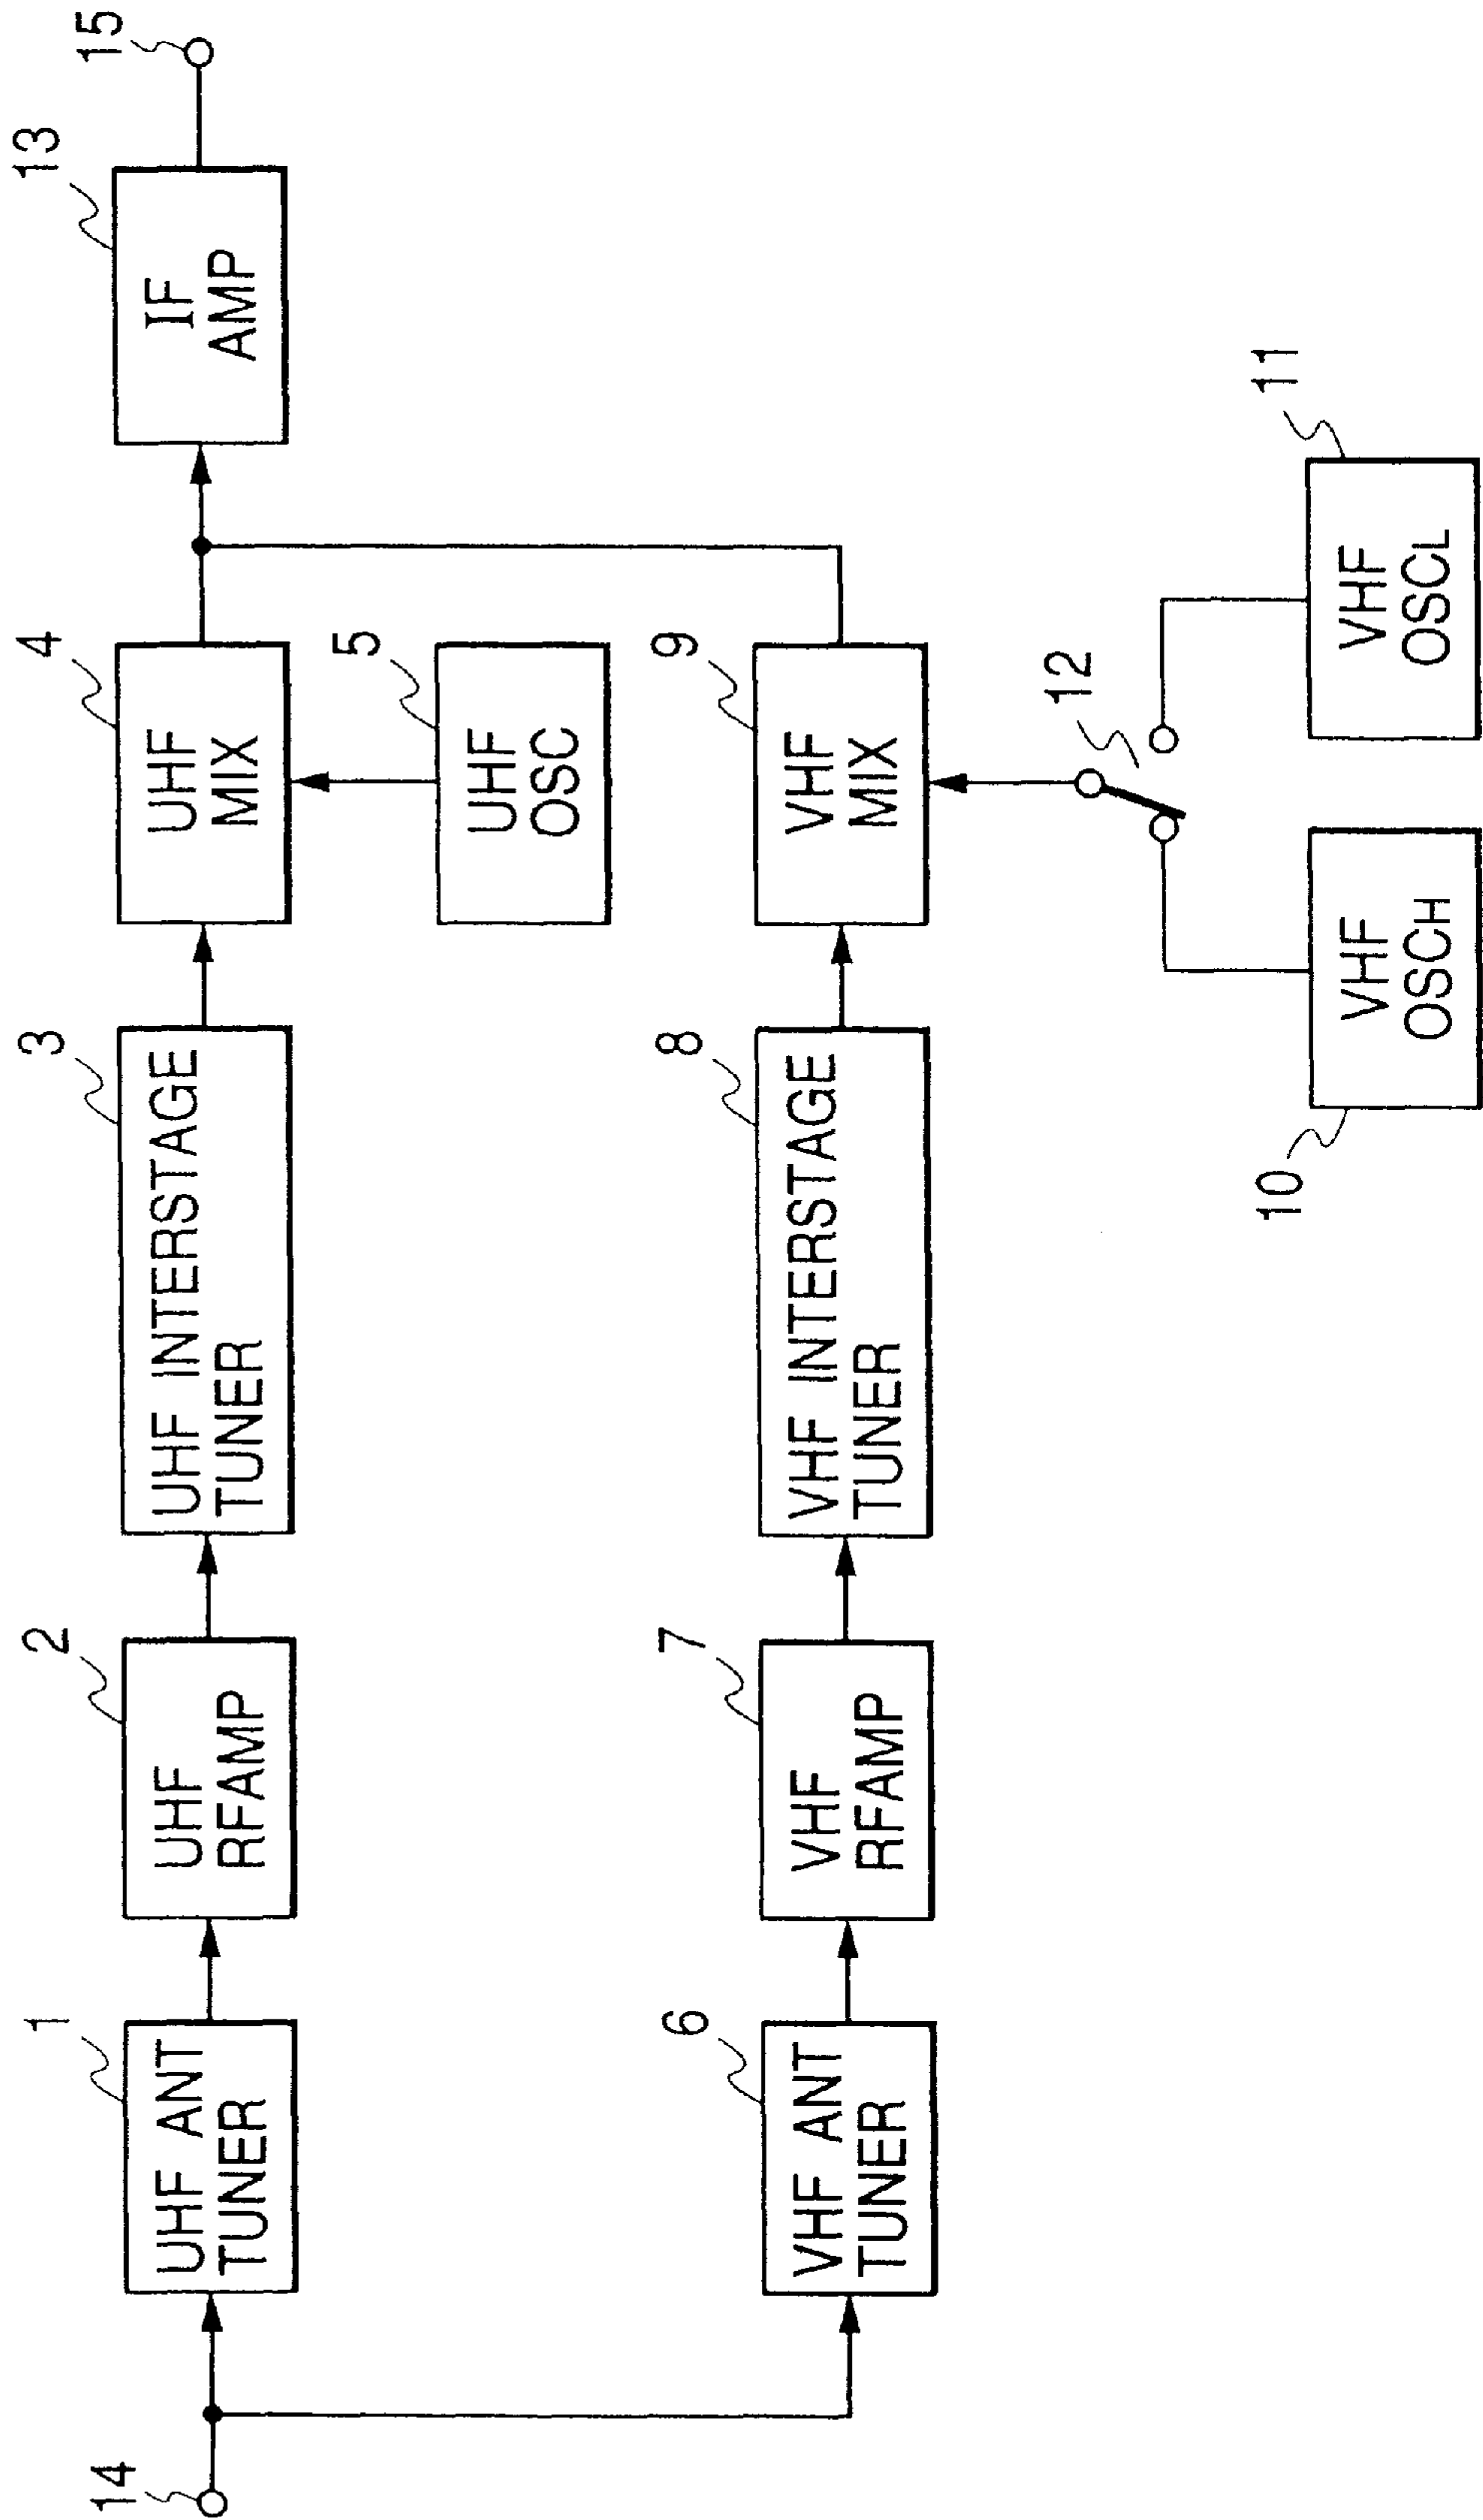 1
UHF ANT
TUNER
2
UHF
RFAMP
3
UHF INTERSTAGE
TUNER
4
UHF
MIX
13
IF
AMP
15
14
5
UHF
OSC
6
VHF ANT
TUNER
7
VHF
RFAMP
8
VHF INTERSTAGE
TUNER
9
VHF
MIX
12
10
VHF
OSCH
11
VHF
OSCL